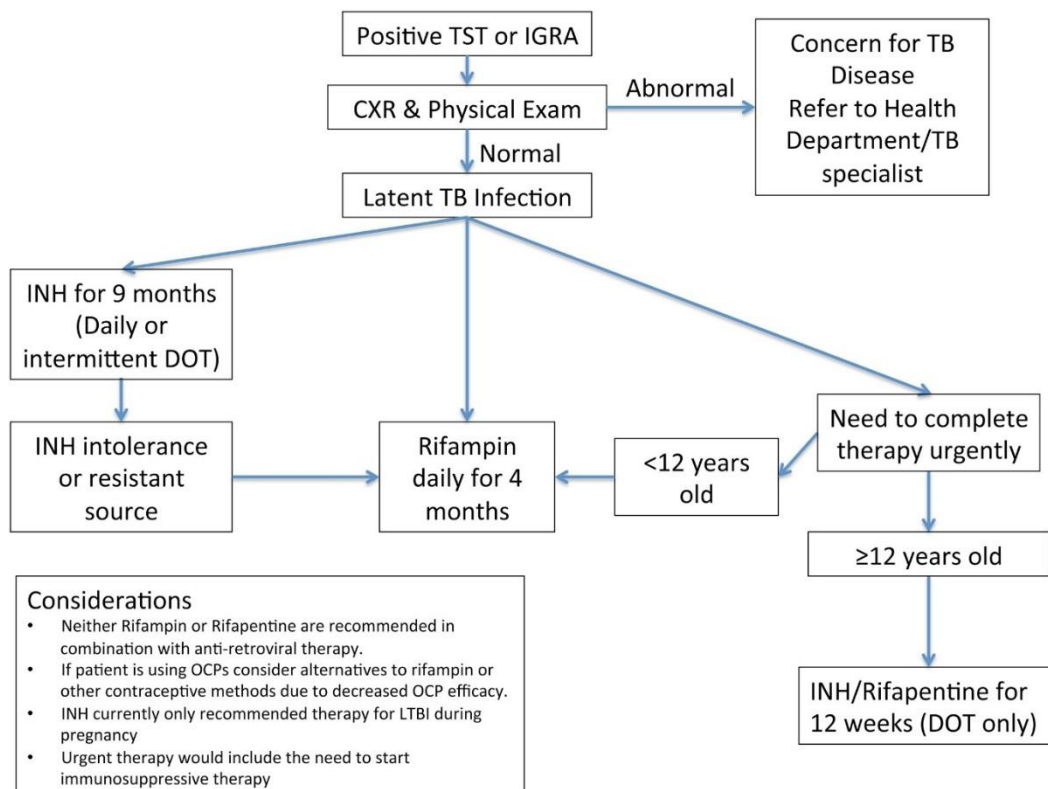 Positive TST or IGRA
CXR & Physical Exam
Abnormal
Concern for TB
Disease
Refer to Health
Department/TB
specialist
Normal
Latent TB Infection
INH for 9 months
(Daily or
intermittent DOT)
INH intolerance
or resistant
source
Rifampin
daily for 4
months
<12 years
old
Need to complete
therapy urgently
≥12 years old
INH/Rifapentine for
12 weeks (DOT only)
Considerations
• Neither Rifampin or Rifapentine are recommended in
combination with anti-retroviral therapy.
• If patient is using OCPs consider alternatives to rifampin or
other contraceptive methods due to decreased OCP efficacy.
• INH currently only recommended therapy for LTBI during
pregnancy
• Urgent therapy would include the need to start
immunosuppressive therapy